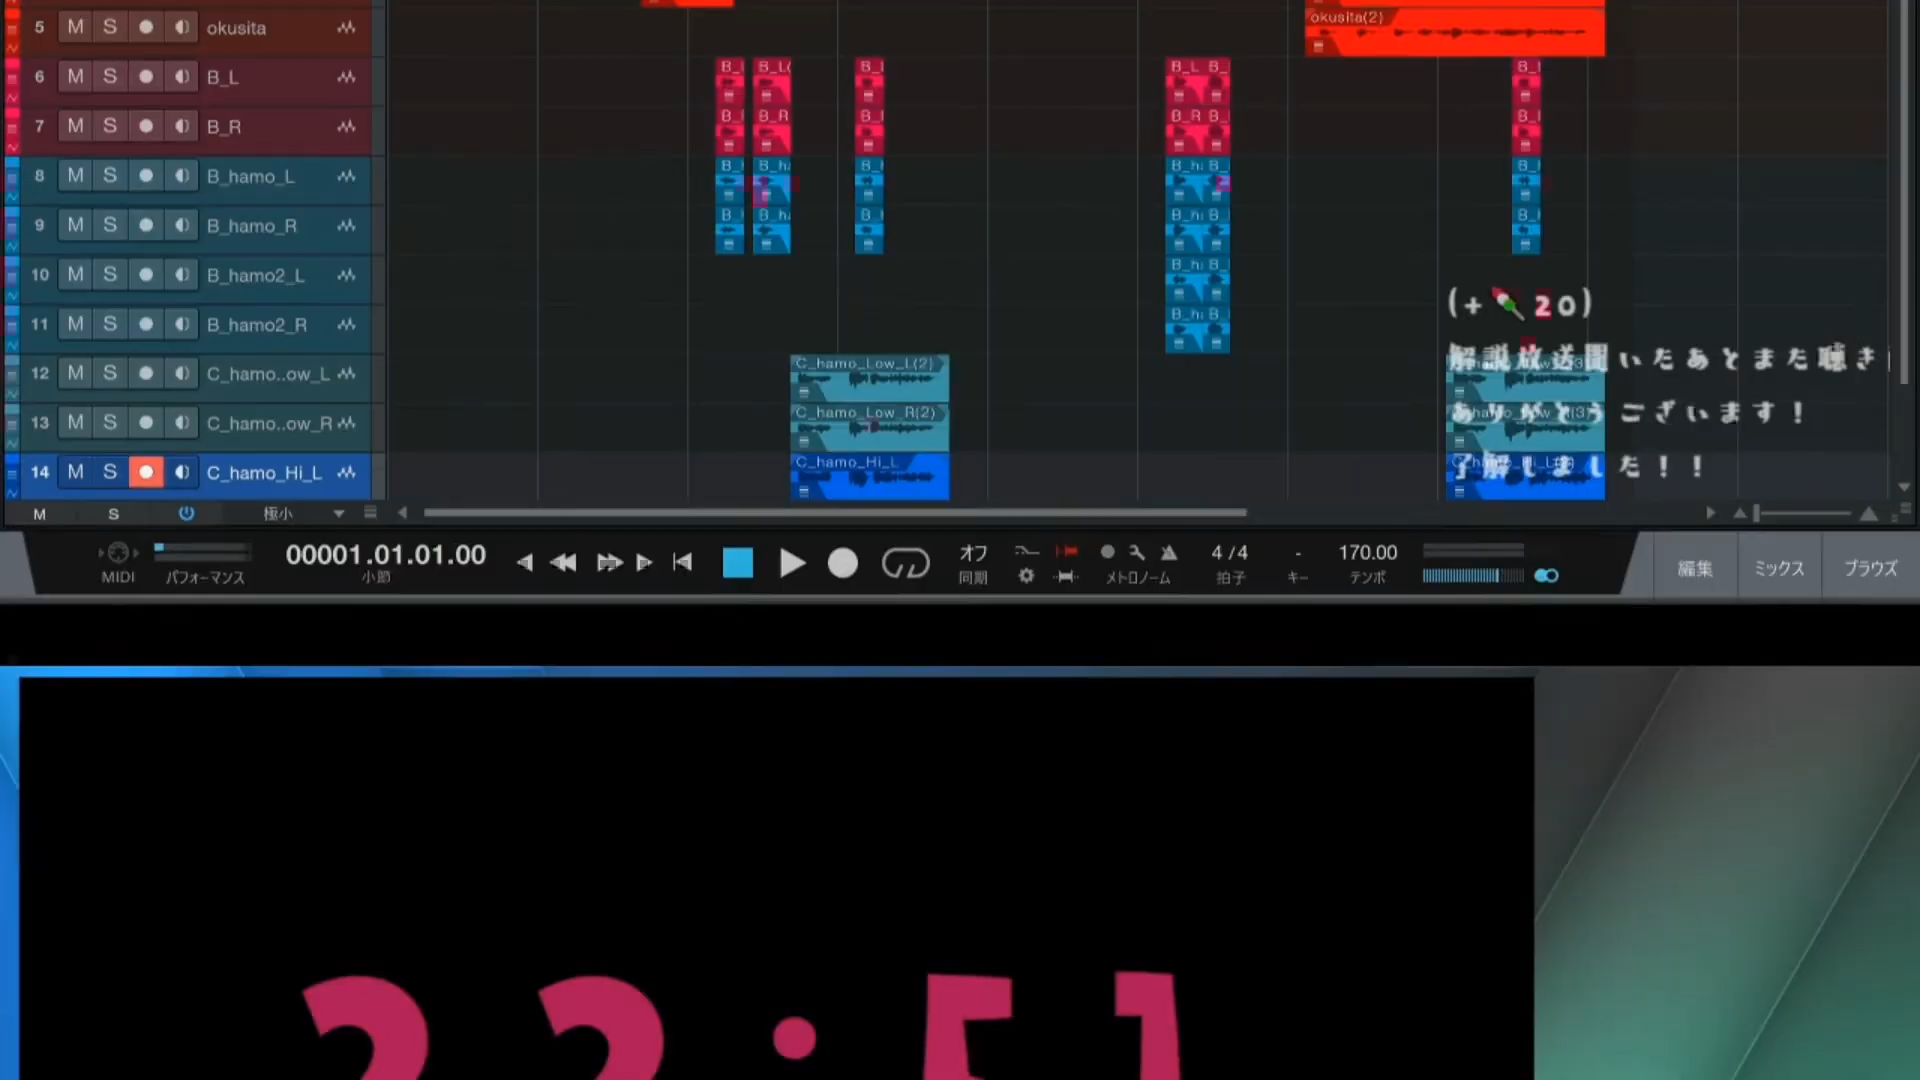 okusita(2)
5 M S okusita
6 M S B_L
B_L B_
7 M S B_R
B_R B_
8 M S B_hamo_L
9 M S B_hamo_R
10 M S B_hamo2_L
11 M S B_hamo2_R
12 M S C_hamo..ow_L
C_hamo_Low_L(2)
13 M S C_hamo..ow_R
C_hamo_Low_R(2)
14 M S C_hamo_Hi_L
C_hamo_Hi_L
(+ 20)
解説放送聞いたあとまた聴き
ありがとうございます！
了解しました！！
M S 極小
MIDI パフォーマンス
00001.01.01.00
小節
オフ
同期
メトロノーム
4 / 4
拍子
-
キー
170.00
テンポ
編集 ミックス ブラウズ